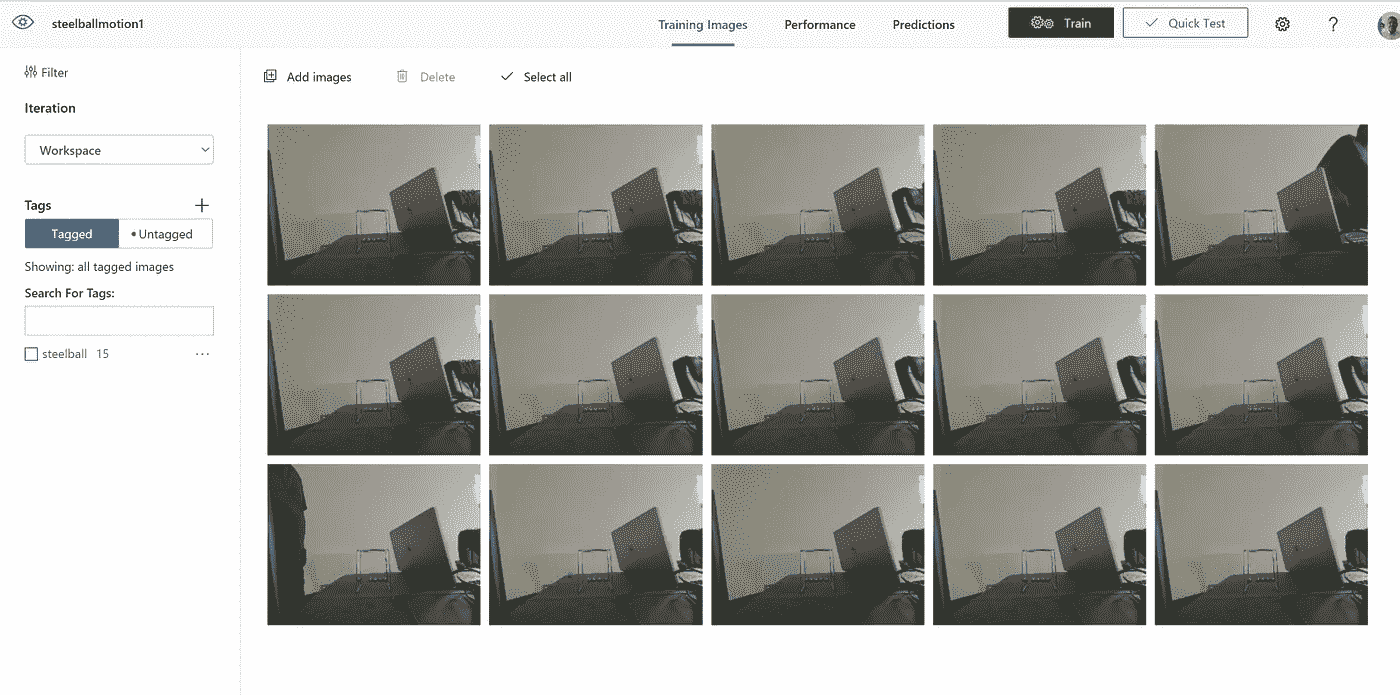 steelballmotion1
Training Images
Performance
Predictions
Train
Quick Test
?
Filter
Add images
Delete
Select all
Iteration
Workspace
Tags
Tagged
Untagged
Showing: all tagged images
Search For Tags:
steelball 15